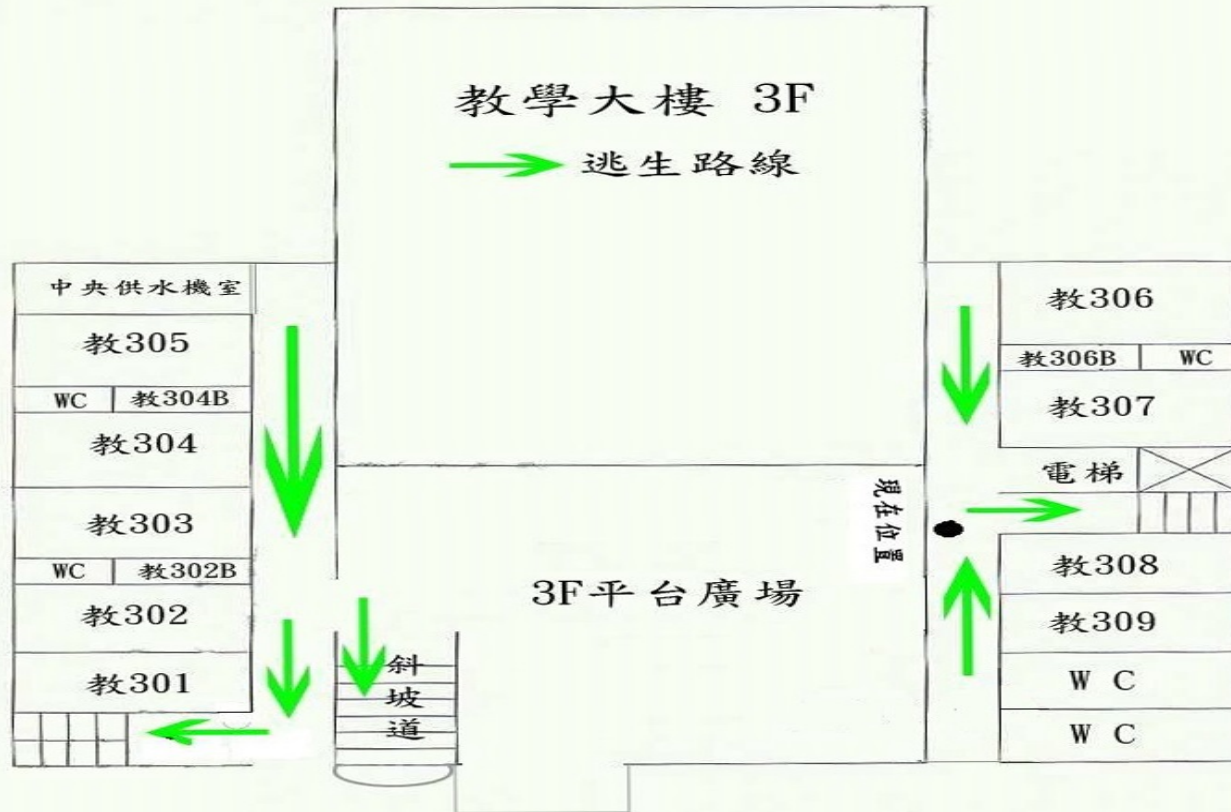 教學大樓 3F
逃生路線
中央供水機室
教305
WC 教304B
教304
教303
WC 教302B
教302
教301
斜坡道
3F平台廣場
現在位置
教306
教306B WC
教307
電梯
教308
教309
W C
W C